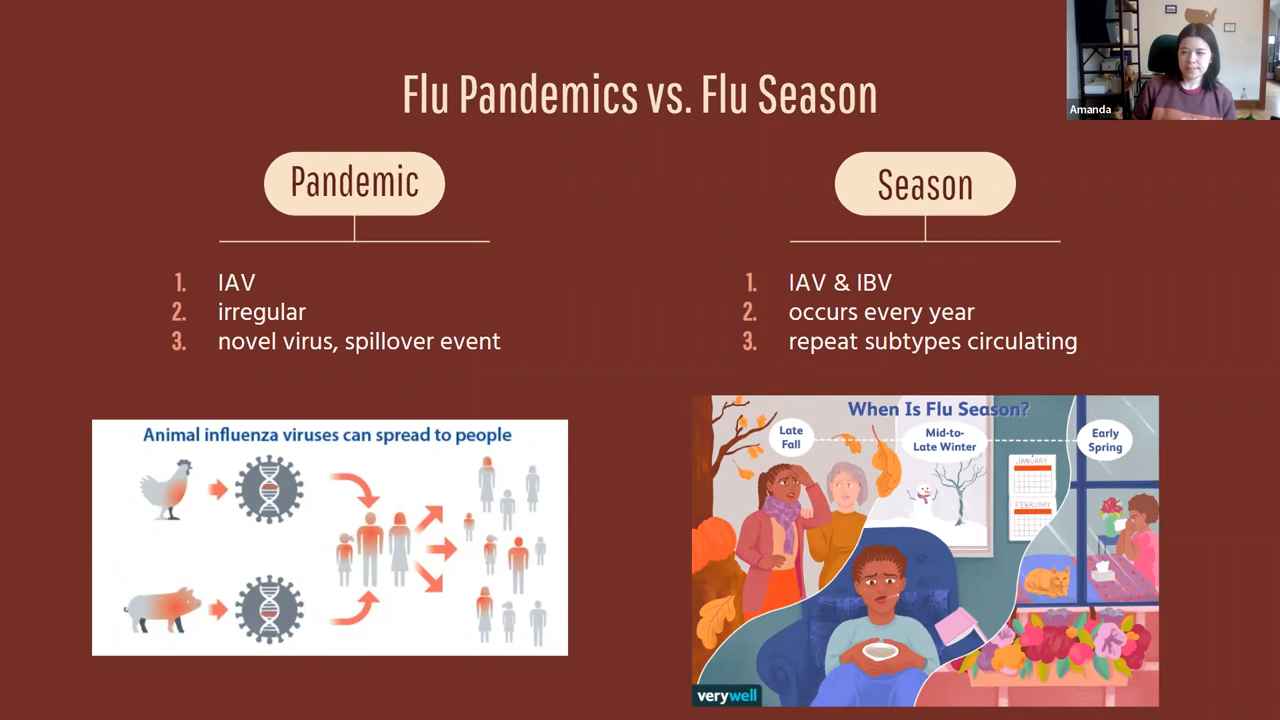 Flu Pandemics vs. Flu Season
Amanda
Pandemic
1. IAV
2. irregular
3. novel virus, spillover event
Season
1. IAV & IBV
2. occurs every year
3. repeat subtypes circulating
Animal influenza viruses can spread to people
When Is Flu Season?
Late
Fall
Mid-to-
Late Winter
Early
Spring
JANUARY
FEBRUARY
verywell